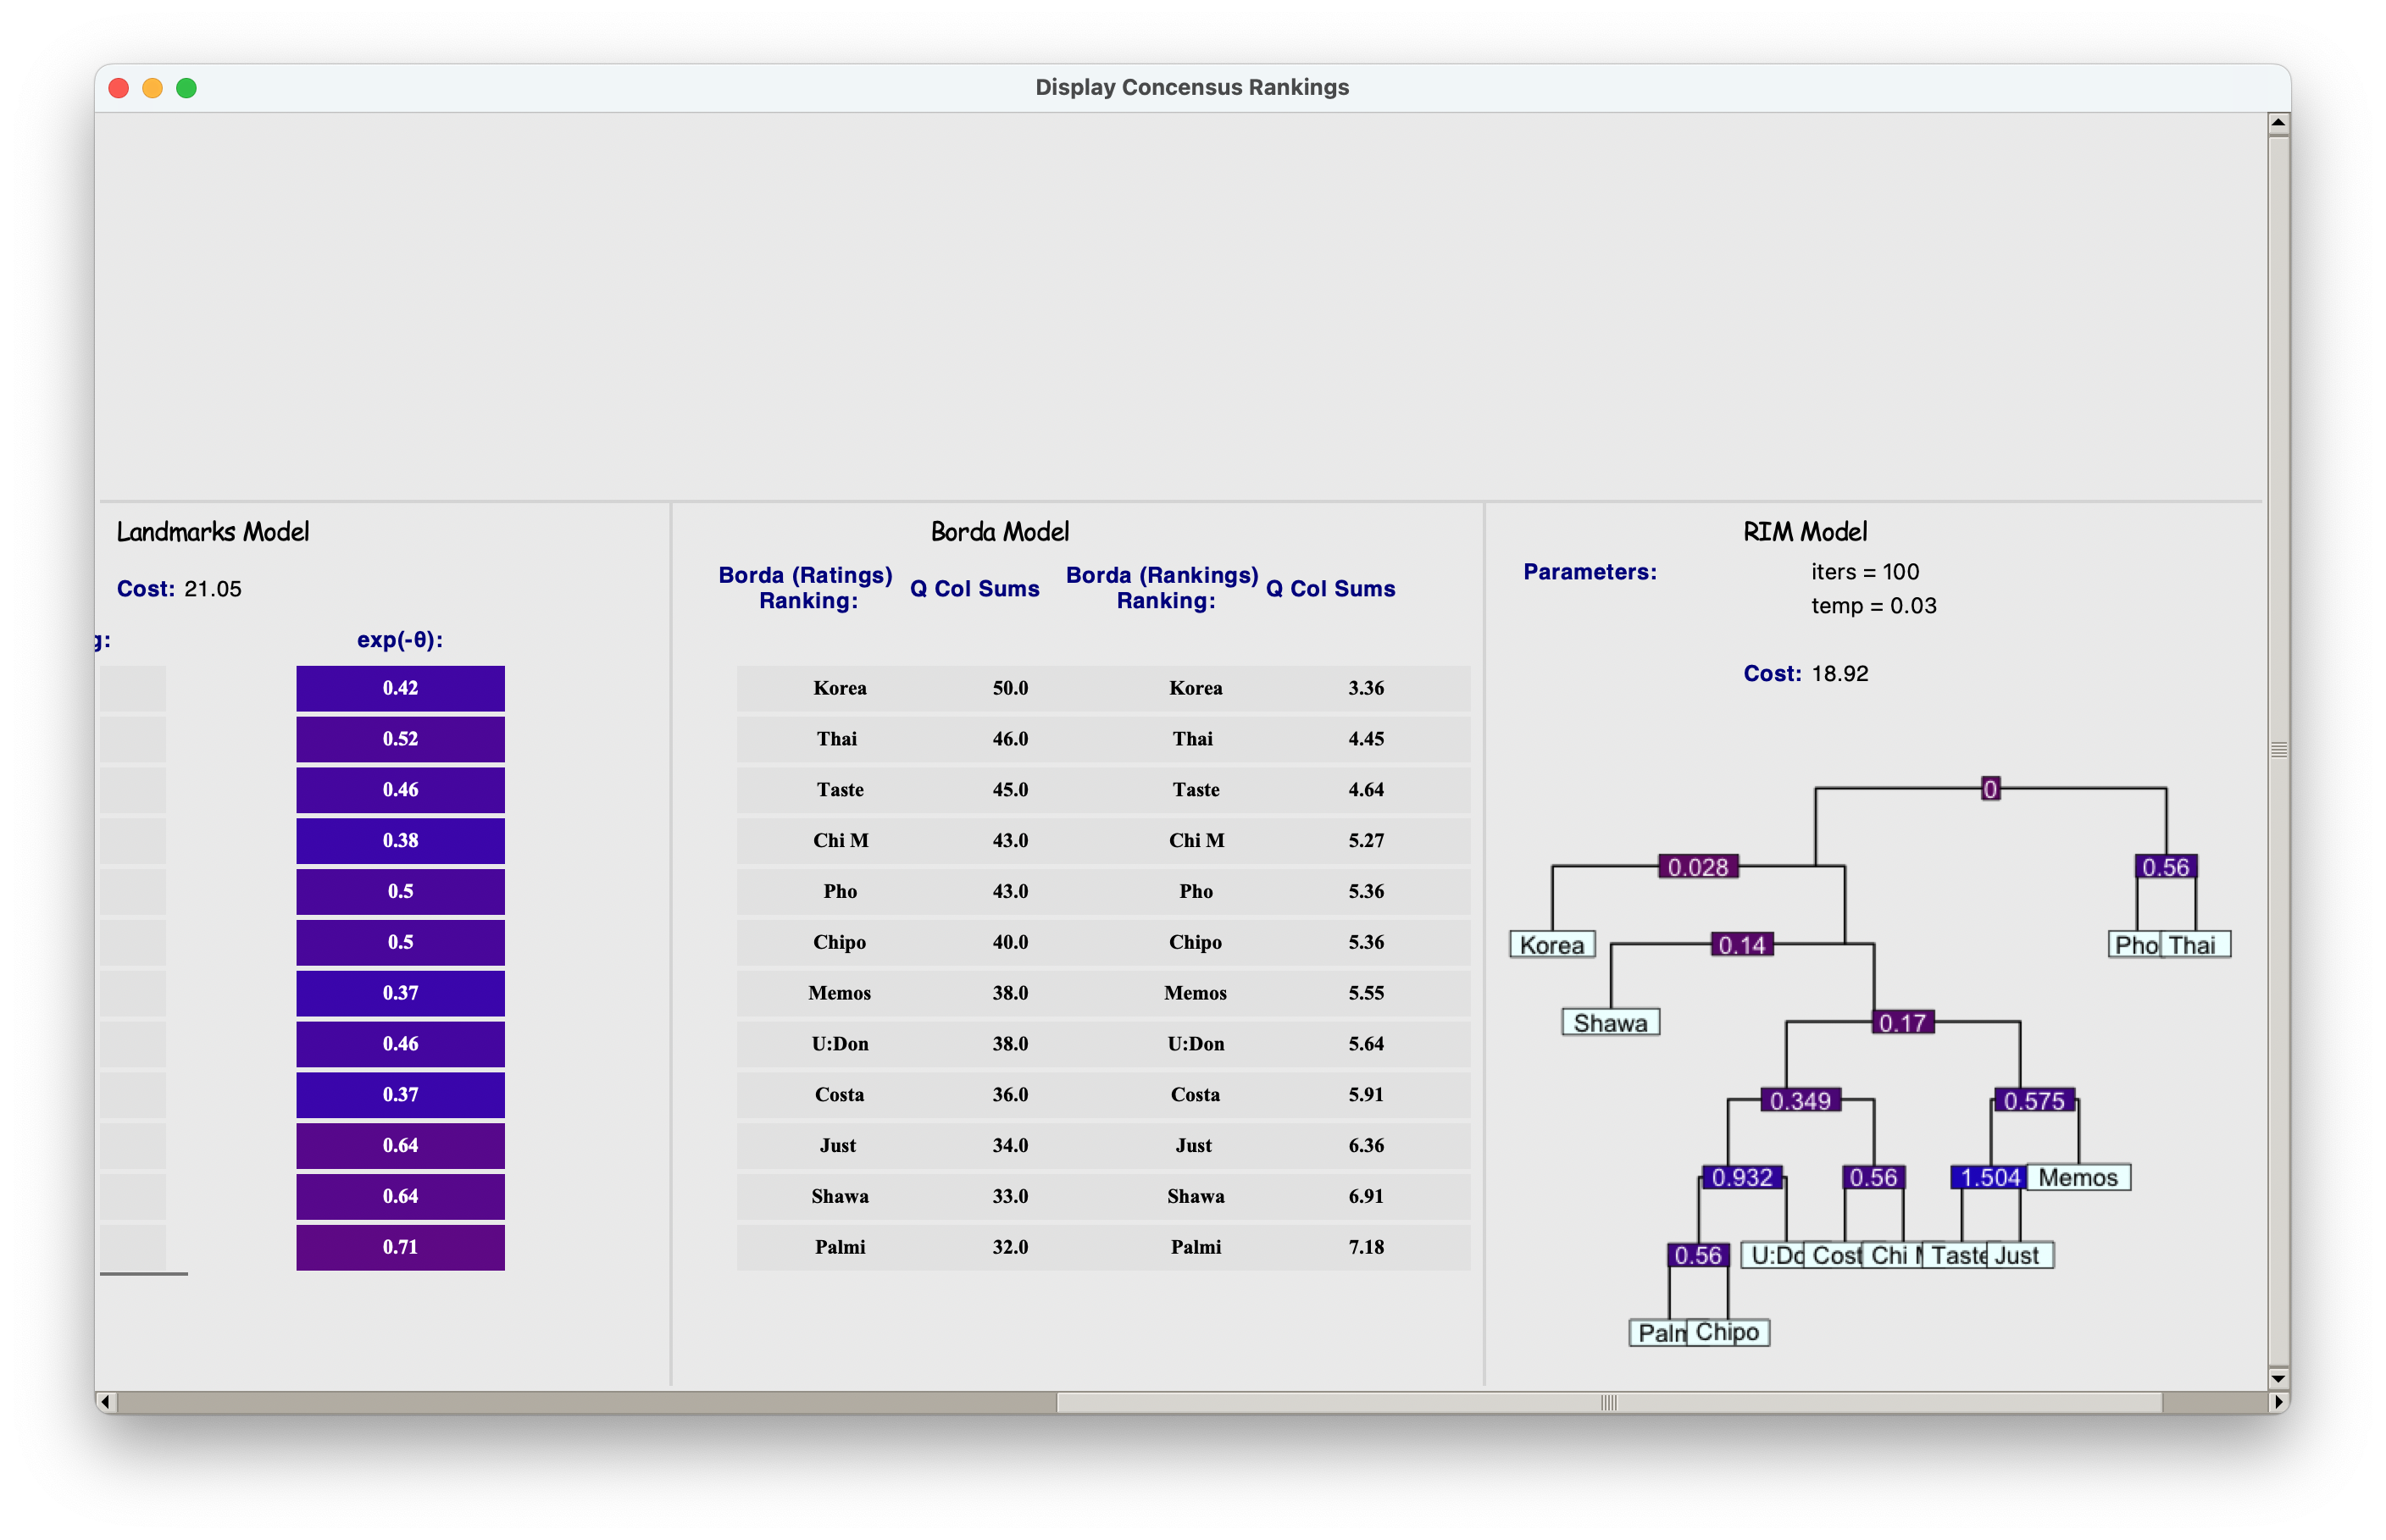 Display Concensus Rankings
Landmarks Model
Cost: 21.05
g:
exp(-θ):
0.42
0.52
0.46
0.38
0.5
0.5
0.37
0.46
0.37
0.64
0.64
0.71
Borda Model
Borda (Ratings) Ranking: Q Col Sums Borda (Rankings) Ranking: Q Col Sums
Korea 50.0 Korea 3.36
Thai 46.0 Thai 4.45
Taste 45.0 Taste 4.64
Chi M 43.0 Chi M 5.27
Pho 43.0 Pho 5.36
Chipo 40.0 Chipo 5.36
Memos 38.0 Memos 5.55
U:Don 38.0 U:Don 5.64
Costa 36.0 Costa 5.91
Just 34.0 Just 6.36
Shawa 33.0 Shawa 6.91
Palmi 32.0 Palmi 7.18
RIM Model
Parameters: iters = 100
temp = 0.03
Cost: 18.92
0
0.028 0.56
Korea 0.14 Pho Thai
Shawa 0.17
0.349 0.575
0.932 0.56 1.504 Memos
0.56 U:Do Cost Chi Taste Just
Pal Chipo